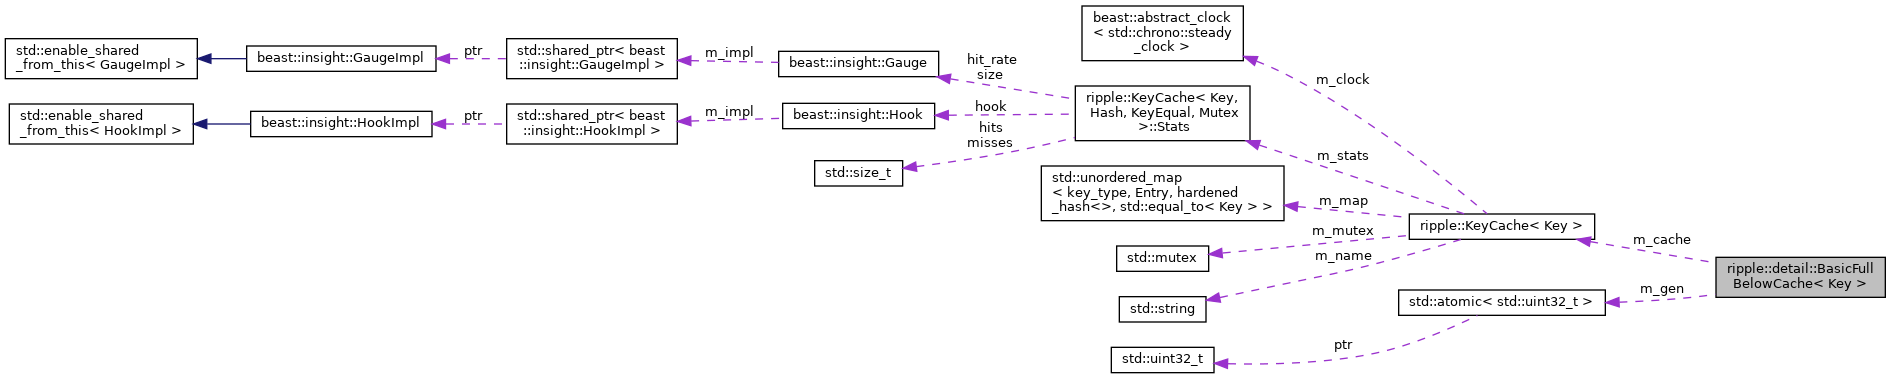 std::enable_shared
_from_this< GaugeImpl >
beast::insight::GaugeImpl
ptr
std::shared_ptr< beast
::insight::GaugeImpl >
m_impl
beast::insight::Gauge
hit_rate
size
beast::abstract_clock
< std::chrono::steady
_clock >
m_clock
std::enable_shared
_from_this< HookImpl >
beast::insight::HookImpl
ptr
std::shared_ptr< beast
::insight::HookImpl >
m_impl
beast::insight::Hook
hook
hits
misses
ripple::KeyCache< Key,
Hash, KeyEqual, Mutex
>::Stats
m_stats
std::size_t
std::unordered_map
< key_type, Entry, hardened
_hash<>, std::equal_to< Key > >
m_map
std::mutex
m_mutex
m_name
std::string
ripple::KeyCache< Key >
m_cache
ripple::detail::BasicFull
BelowCache< Key >
m_gen
std::atomic< std::uint32_t >
ptr
std::uint32_t